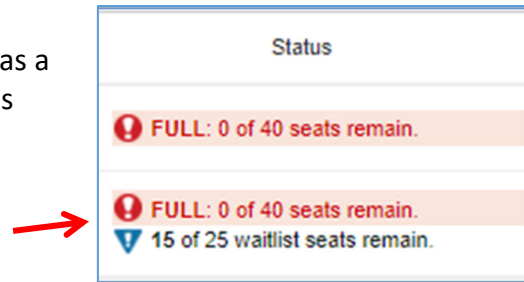 as a
s
Status
FULL: 0 of 40 seats remain.
FULL: 0 of 40 seats remain.
15 of 25 waitlist seats remain.